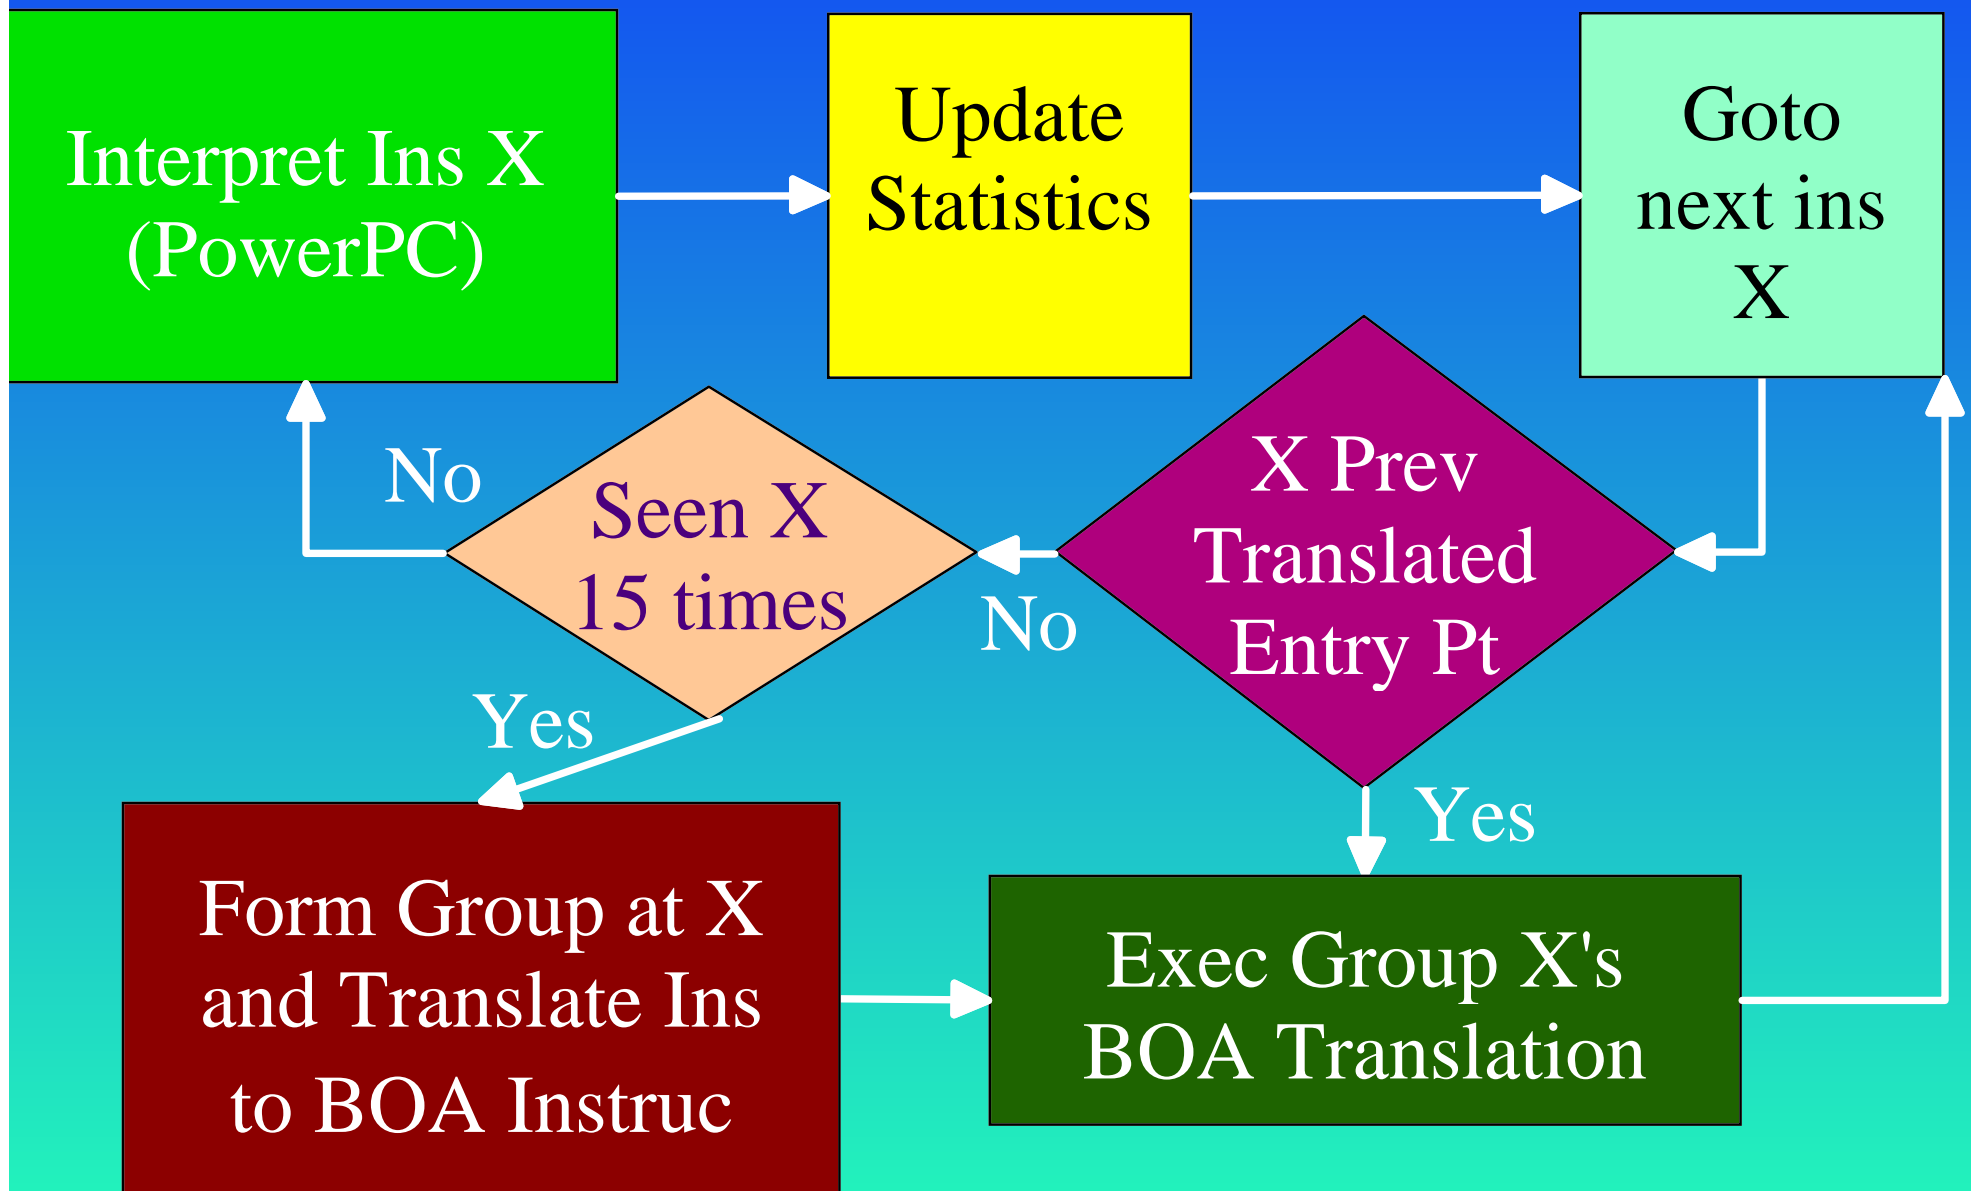 Interpret Ins X
(PowerPC)
Update
Statistics
Goto
next ins
X
X Prev
Translated
Entry Pt
No
Seen X
15 times
No
Yes
Yes
Form Group at X
and Translate Ins
to BOA Instruc
Exec Group X's
BOA Translation